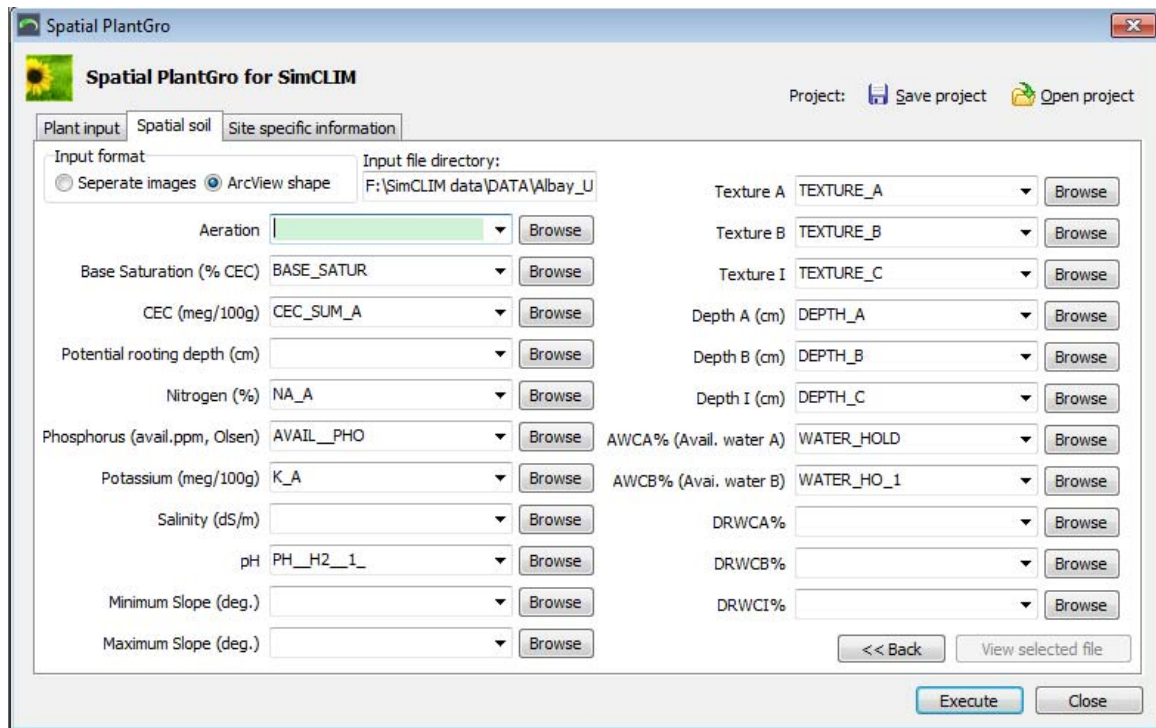 Spatial PlantGro
Spatial PlantGro for SimCLIM
Project: Save project Open project
Plant input Spatial soil Site specific information
Input format
Seperate images ArcView shape
Input file directory:
F:\SimCLIM data\DATA\Albay_U
Aeration Browse
Base Saturation (% CEC) BASE_SATUR Browse
CEC (meg/100g) CEC_SUM_A Browse
Potential rooting depth (cm) Browse
Nitrogen (%) NA_A Browse
Phosphorus (avail.ppm, Olsen) AVAIL__PHO Browse
Potassium (meg/100g) K_A Browse
Salinity (dS/m) Browse
pH PH__H2__1_ Browse
Minimum Slope (deg.) Browse
Maximum Slope (deg.) Browse
Texture A TEXTURE_A Browse
Texture B TEXTURE_B Browse
Texture I TEXTURE_C Browse
Depth A (cm) DEPTH_A Browse
Depth B (cm) DEPTH_B Browse
Depth I (cm) DEPTH_C Browse
AWCA% (Avail. water A) WATER_HOLD Browse
AWCB% (Avai. water B) WATER_HO_1 Browse
DRWCA% Browse
DRWCB% Browse
DRWCI% Browse
<< Back View selected file
Execute Close